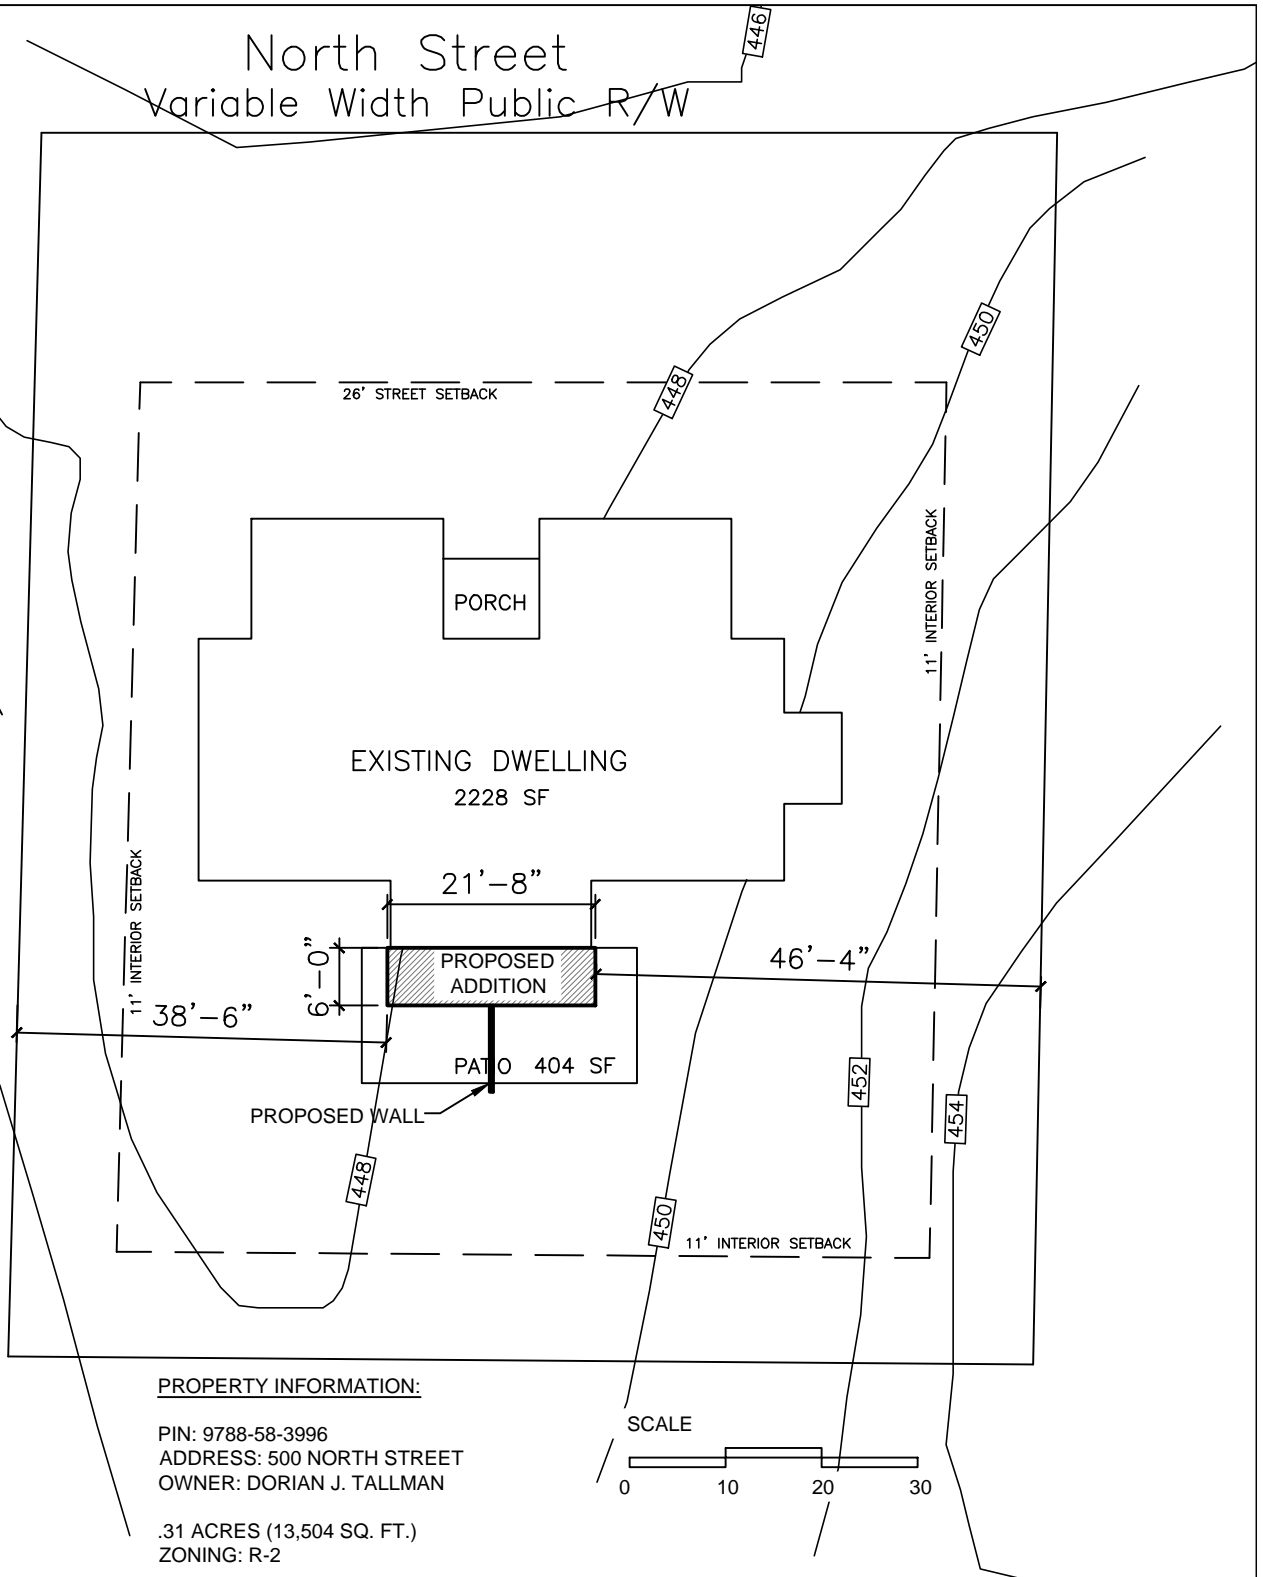 446
North Street
Variable Width Public R/W
450
448
26' STREET SETBACK
11' INTERIOR SETBACK
PORCH
EXISTING DWELLING
2228 SF
11' INTERIOR SETBACK
21'-8"
6'-0"
PROPOSED
ADDITION
46'-4"
38'-6"
PATIO 404 SF
PROPOSED WALL
452
454
448
450
11' INTERIOR SETBACK
PROPERTY INFORMATION:
PIN: 9788-58-3996
ADDRESS: 500 NORTH STREET
OWNER: DORIAN J. TALLMAN
.31 ACRES (13,504 SQ. FT.)
ZONING: R-2
SCALE
0 10 20 30